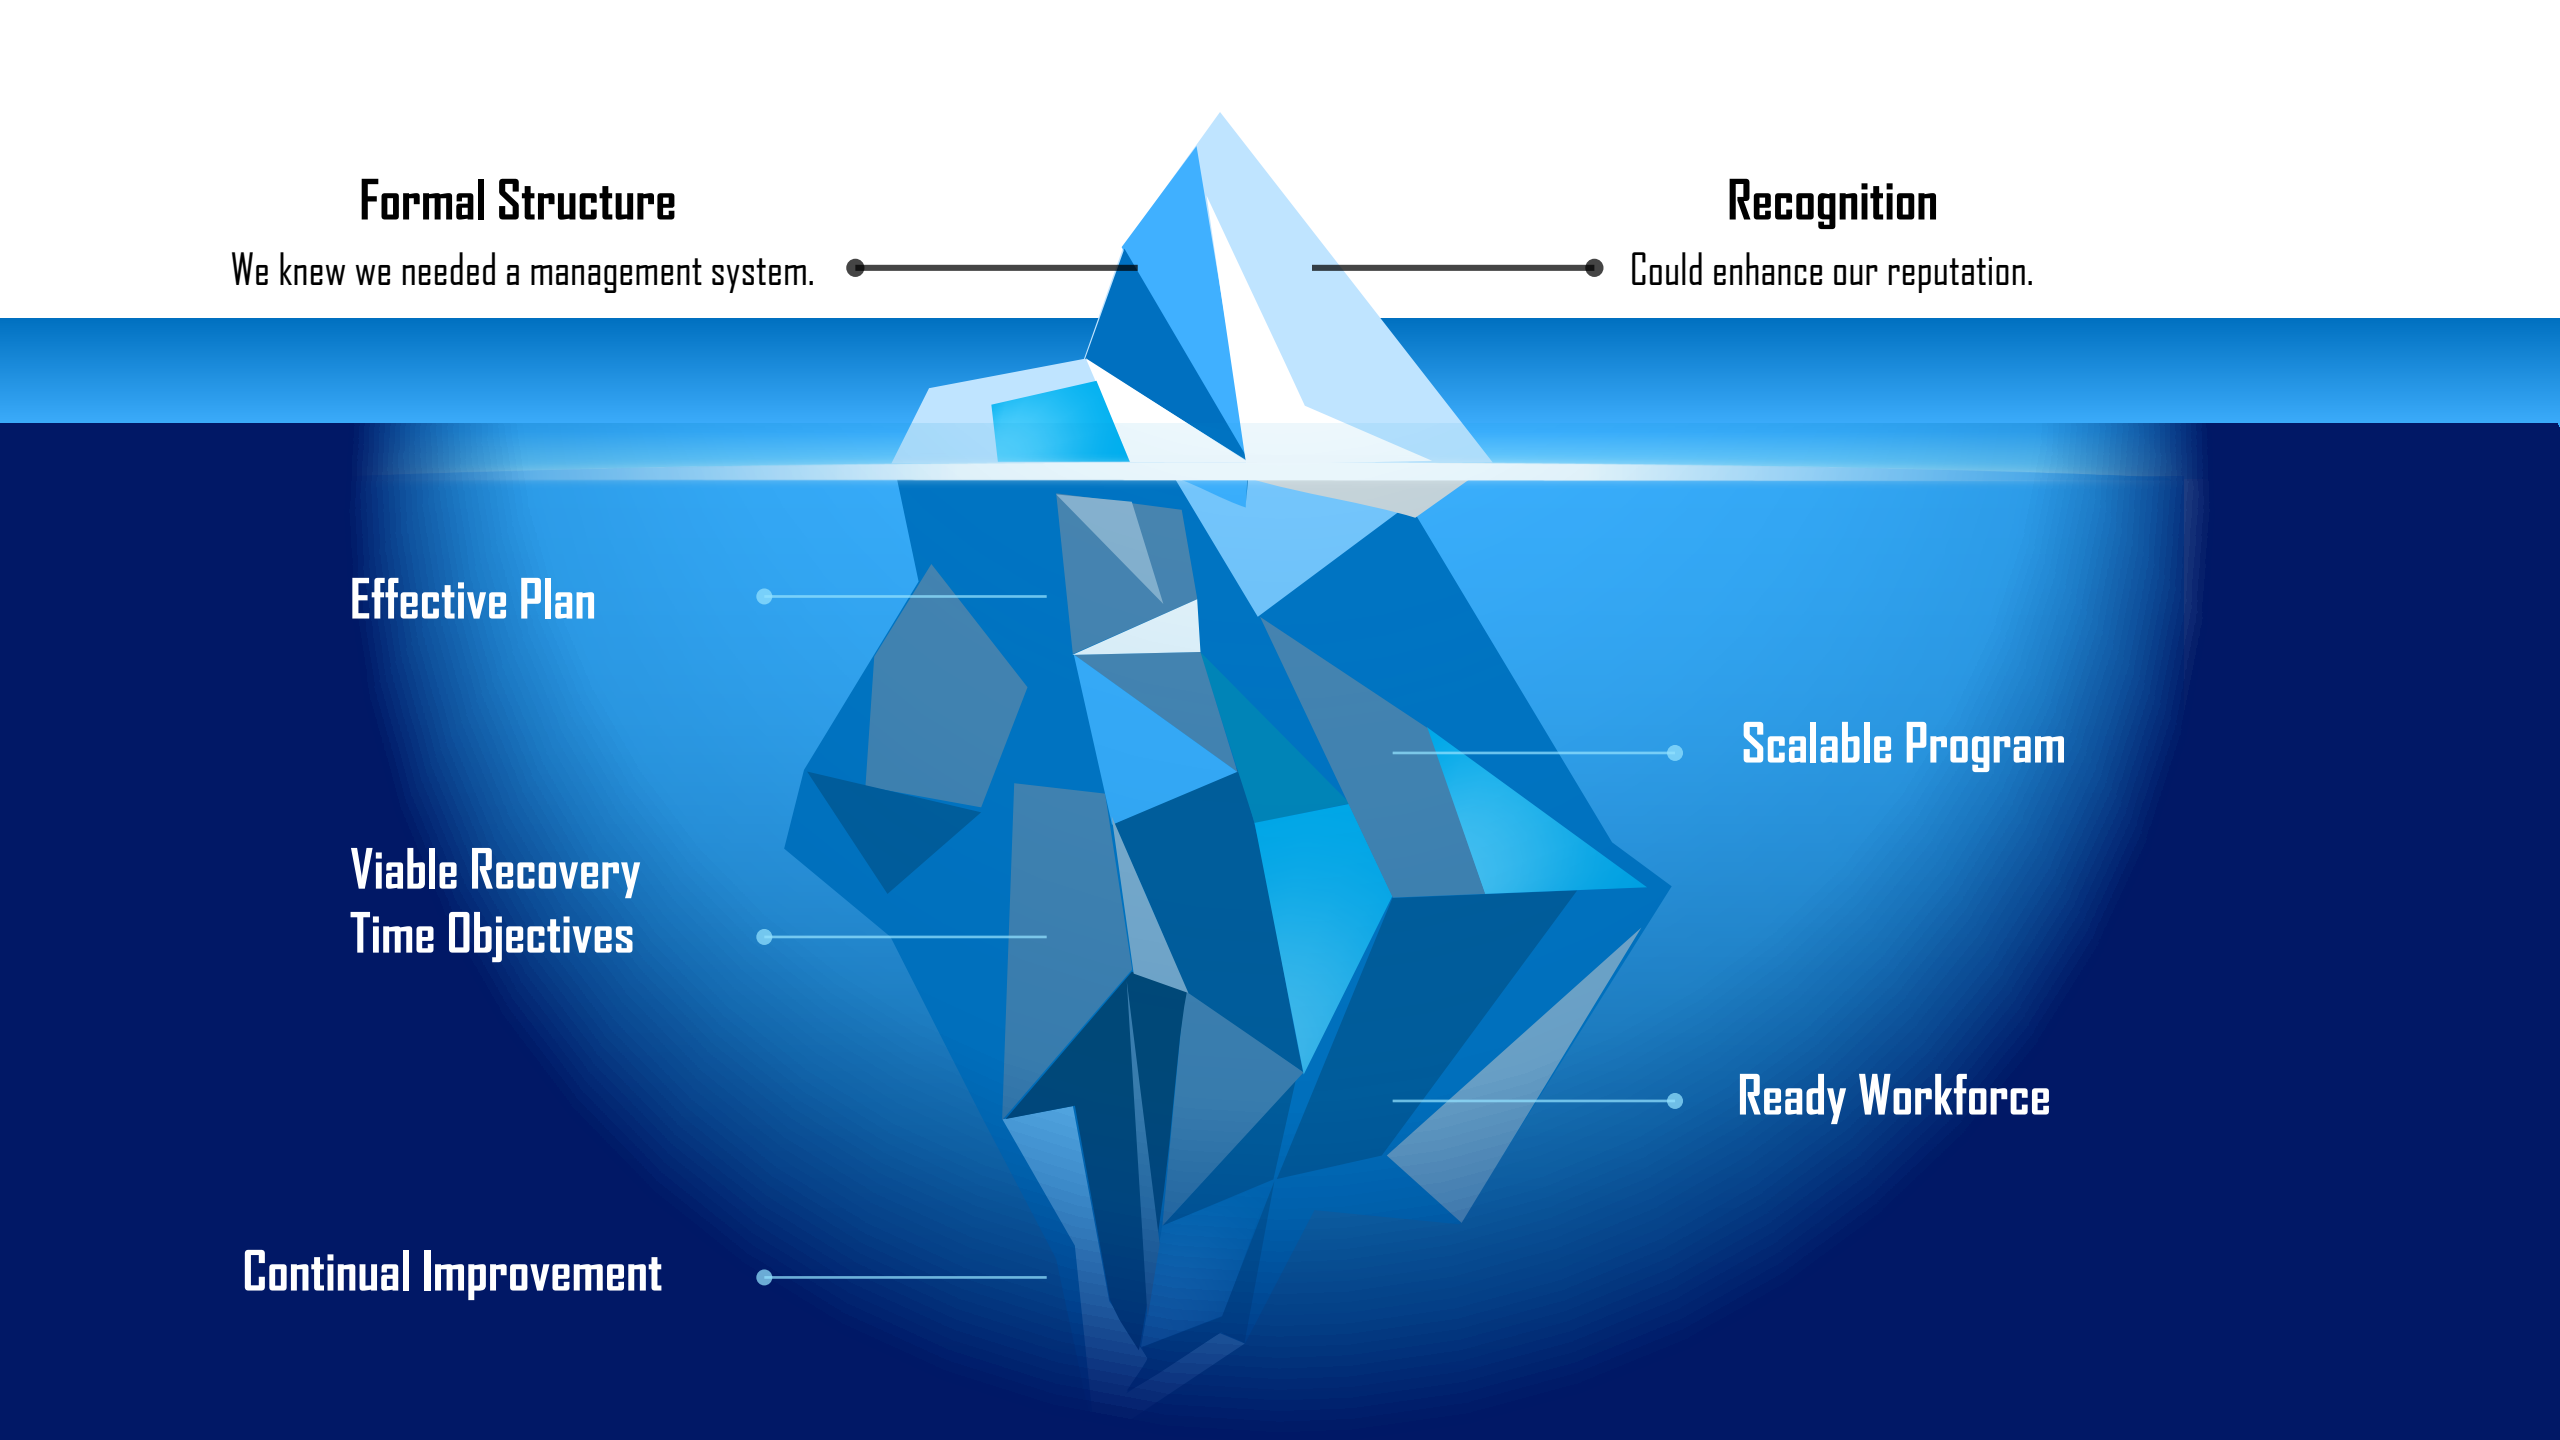 Formal Structure
We knew we needed a management system.
Recognition
Could enhance our reputation.
Effective Plan
Scalable Program
Viable Recovery
Time Objectives
Ready Workforce
Continual Improvement